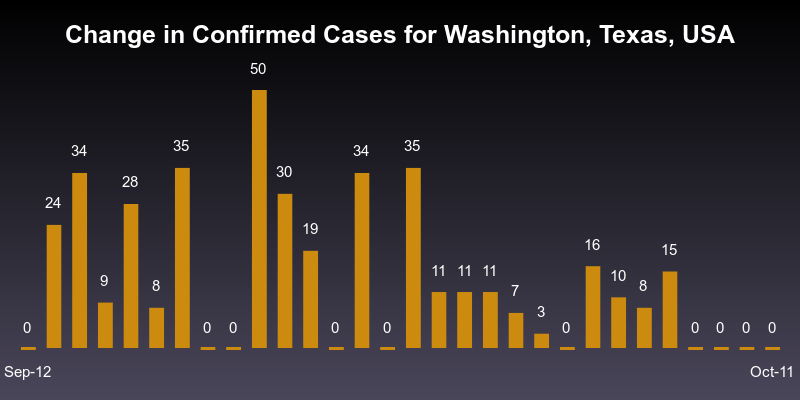 Change in Confirmed Cases for Washington, Texas, USA
0 24 34 9 28 8 35 0 0 50 30 19 0 34 0 35 11 11 11 7 3 0 16 10 8 15 0 0 0 0
Sep-12 Oct-11